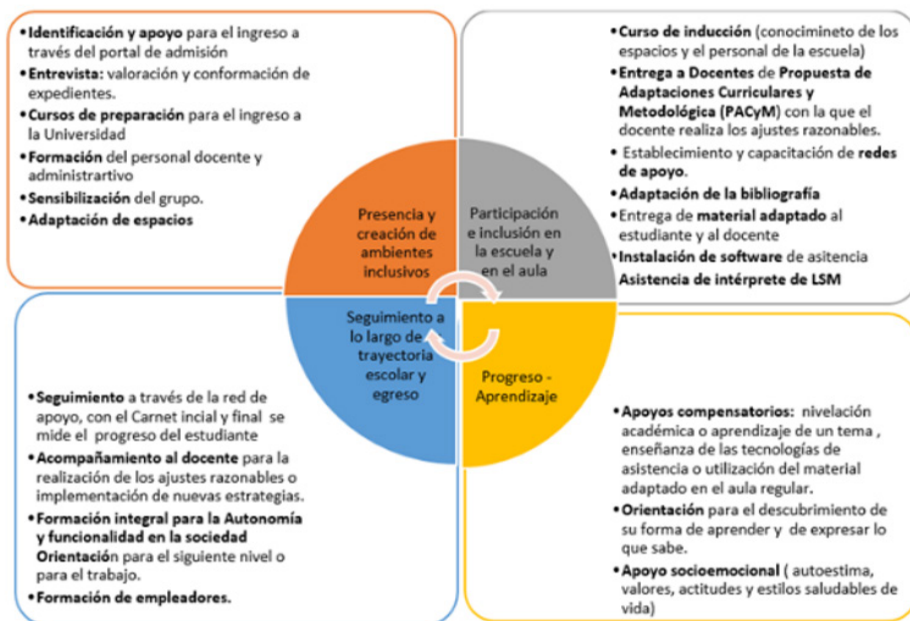 •Identificación y apoyo para el ingreso a
través del portal de admisión
•Entrevista: valoración y conformación de
expedientes.
•Cursos de preparación para el ingreso a
la Universidad
•Formación del personal docente y
administrartivo
•Sensibilización del grupo.
•Adaptación de espacios
•Curso de inducción (conocimineto de los
espacios y el personal de la escuela)
•Entrega a Docentes de Propuesta de
Adaptaciones Curriculares y
Metodológica (PACyM) con la que el
docente realiza los ajustes razonables.
• Establecimiento y capacitación de redes
de apoyo.
•Adaptación de la bibliografía
•Entrega de material adaptado al
estudiante y al docente
•Instalación de software de asitencia
Asistencia de intérprete de LSM
Presencia y
creación de
ambientes
inclusivos
Participación
e inclusión en
la escuela y
en el aula
Seguimiento a
lo largo de
trayectoria
escolar y
egreso
Progreso -
Aprendizaje
•Seguimiento a través de la red de
apoyo, con el Carnet incial y final se
mide el progreso del estudiante
•Acompañamiento al docente para la
realización de los ajustes razonables o
implementación de nuevas estrategias.
•Formación integral para la Autonomía
y funcionalidad en la sociedad
Orientación para el siguiente nivel o
para el trabajo.
•Formación de empleadores.
•Apoyos compensatorios: nivelación
académica o aprendizaje de un tema ,
enseñanza de las tecnologías de
asistencia o utilización del material
adaptado en el aula regular.
•Orientación para el descubrimiento de
su forma de aprender y de expresar lo
que sabe.
•Apoyo socioemocional ( autoestima,
valores, actitudes y estilos saludables de
vida)